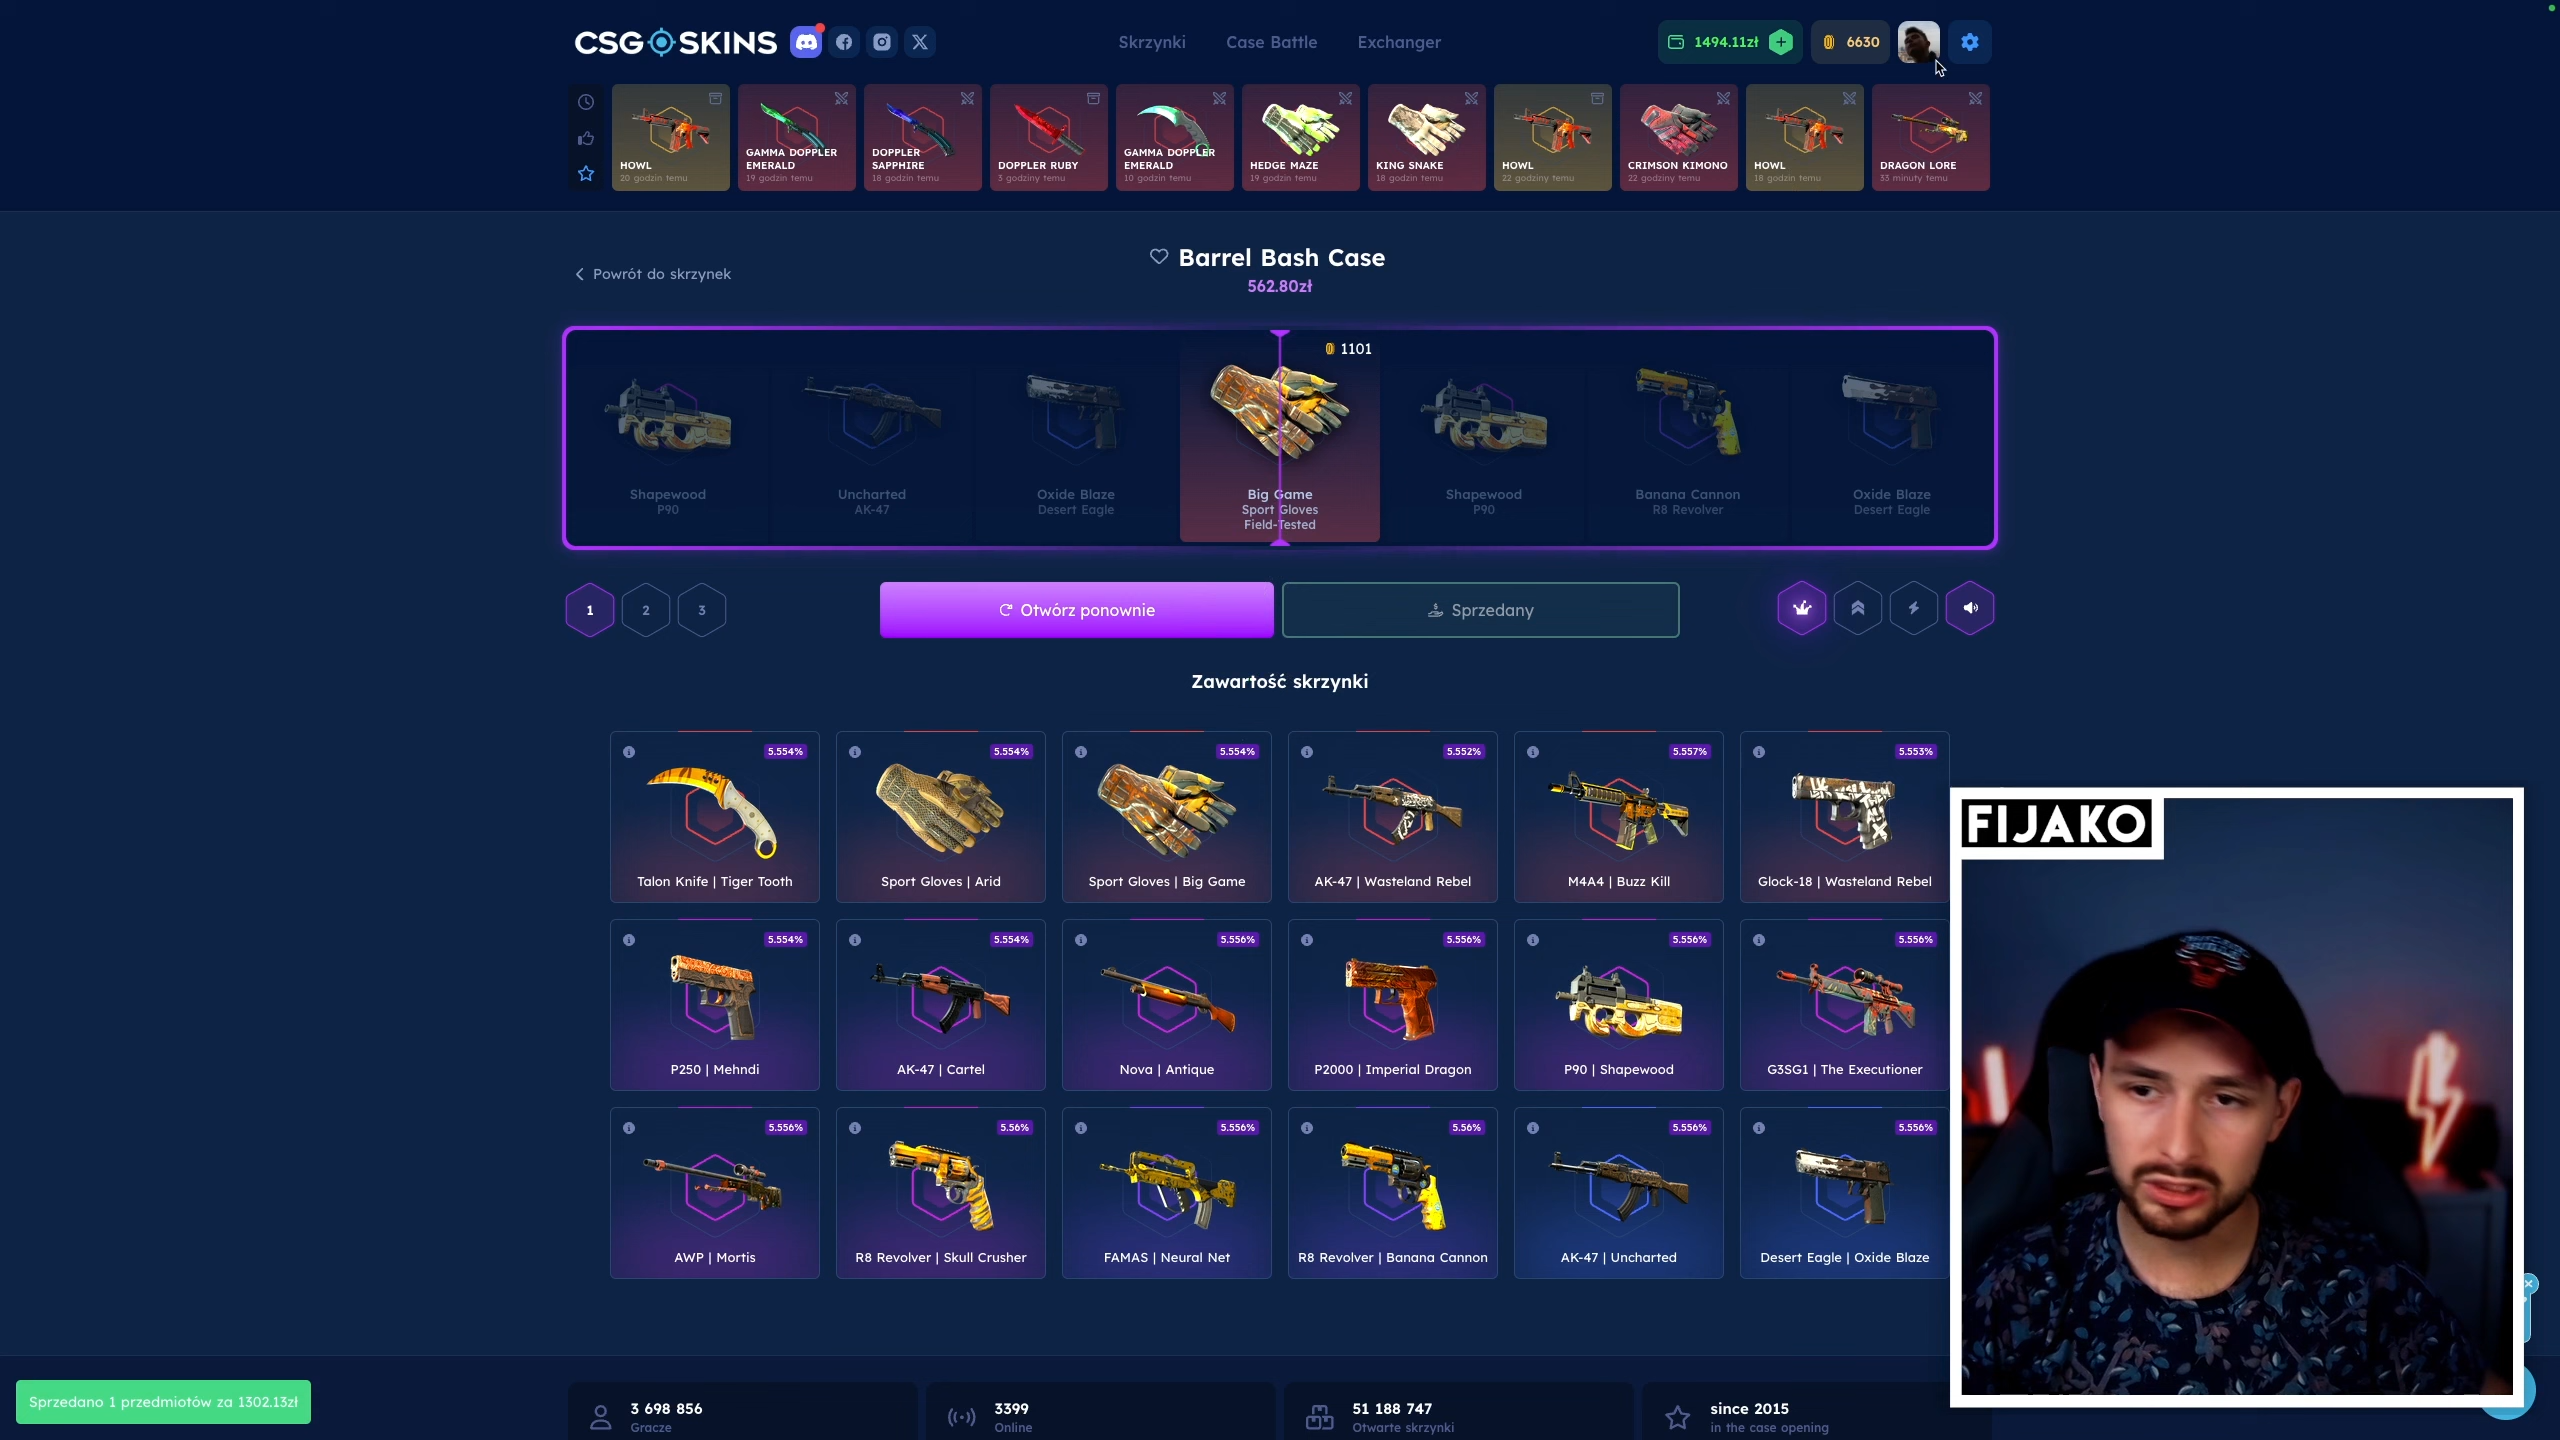 CSG SKINS
Skrzynki
Case Battle
Exchanger
1494.11zł
6630
HOWL
20 godzin temu
GAMMA DOPPLER EMERALD
19 godzin temu
DOPPLER SAPPHIRE
18 godzin temu
DOPPLER RUBY
3 godziny temu
GAMMA DOPPLER EMERALD
10 godzin temu
HEDGE MAZE
19 godzin temu
KING SNAKE
18 godzin temu
HOWL
22 godziny temu
CRIMSON KIMONO
22 godziny temu
HOWL
18 godzin temu
DRAGON LORE
33 minuty temu
Powrót do skrzynek
Barrel Bash Case
562.80zł
1101
Shapewood
P90
Uncharted
AK-47
Oxide Blaze
Desert Eagle
Big Game
Sport Gloves
Field-Tested
Shapewood
P90
Banana Cannon
R8 Revolver
Oxide Blaze
Desert Eagle
1
2
3
Otwórz ponownie
Sprzedany
Zawartość skrzynki
5.554%
Talon Knife | Tiger Tooth
5.554%
Sport Gloves | Arid
5.554%
Sport Gloves | Big Game
5.552%
AK-47 | Wasteland Rebel
5.557%
M4A4 | Buzz Kill
5.553%
Glock-18 | Wasteland Rebel
5.554%
P250 | Mehndi
5.554%
AK-47 | Cartel
5.556%
Nova | Antique
5.556%
P2000 | Imperial Dragon
5.556%
P90 | Shapewood
5.556%
G3SG1 | The Executioner
5.556%
AWP | Mortis
5.56%
R8 Revolver | Skull Crusher
5.556%
FAMAS | Neural Net
5.56%
R8 Revolver | Banana Cannon
5.556%
AK-47 | Uncharted
5.556%
Desert Eagle | Oxide Blaze
FIJAKO
Sprzedano 1 przedmiotów za 1302.13zł
3 698 856
Gracze
3399
Online
51 188 747
Otwarte skrzynki
since 2015
in the case opening